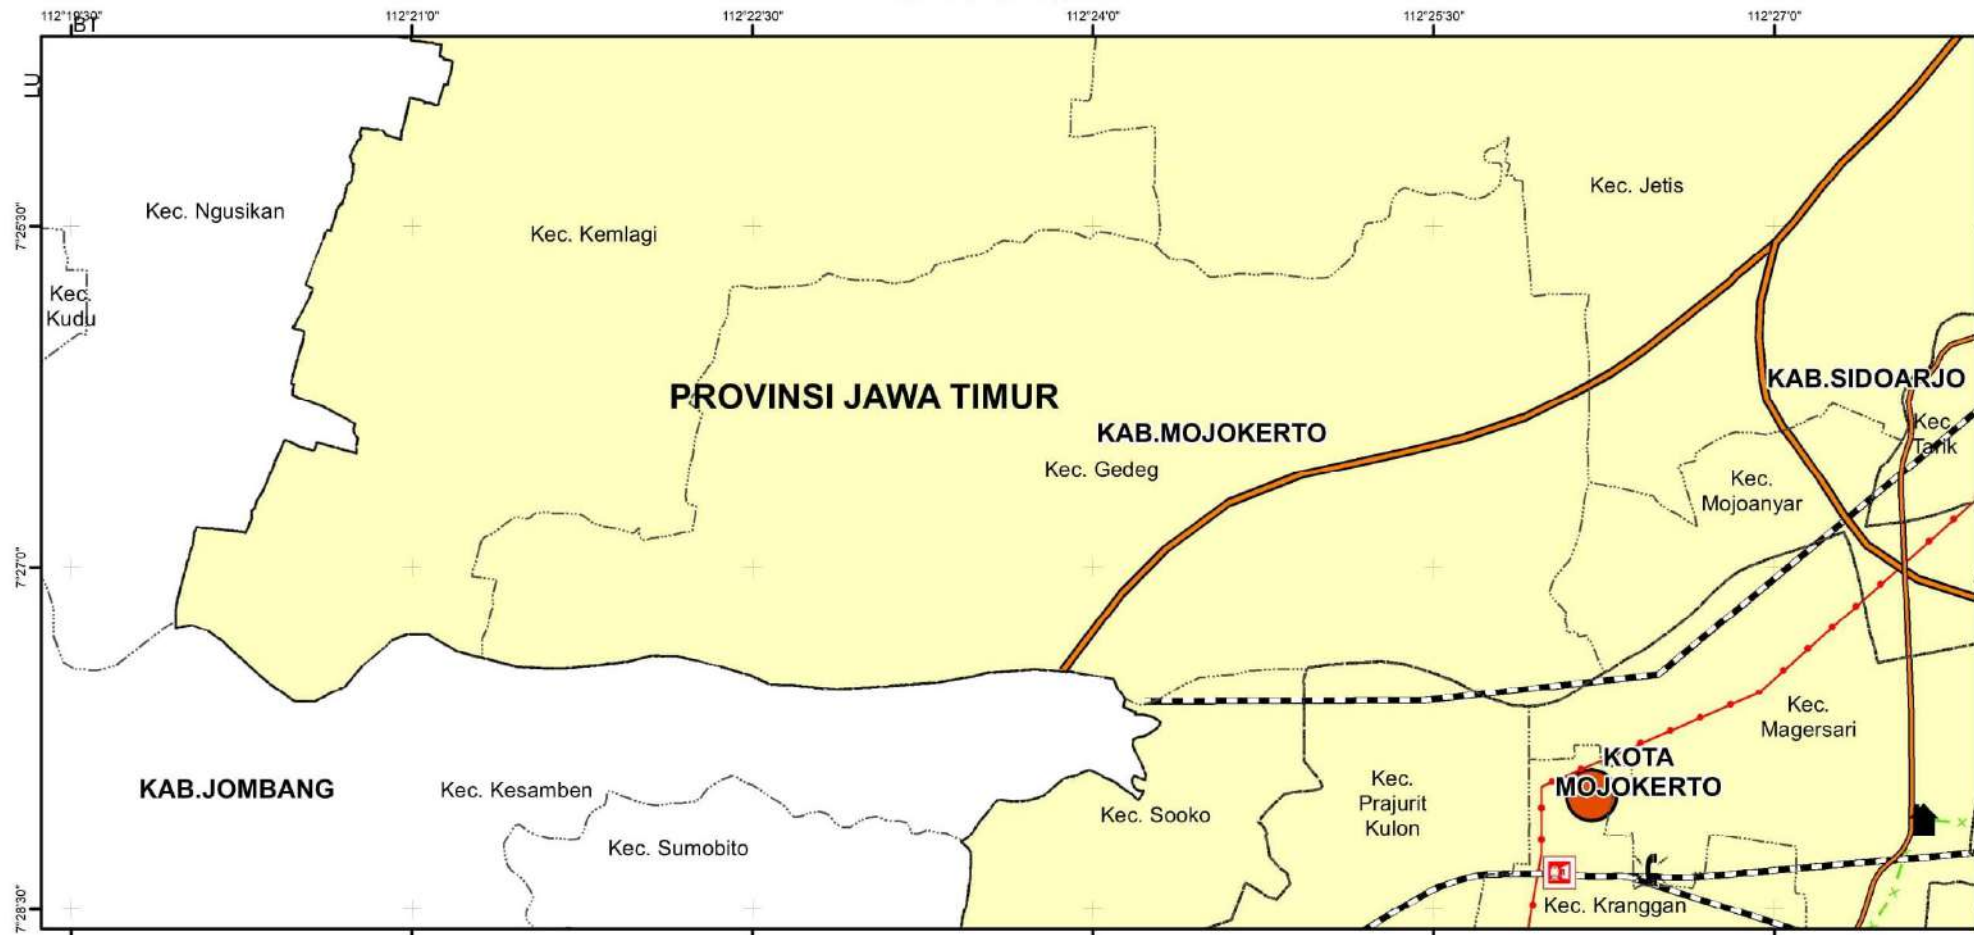 112°19'30"
112°21'0"
112°22'30"
112°24'0"
112°25'30"
112°27'0"
BT
LU
7°25'30"
7°27'0"
7°28'30"
Kec. Ngusikan
Kec. Kemlagi
Kec. Jetis
Kec.
Kudu
PROVINSI JAWA TIMUR
KAB.MOJOKERTO
Kec. Gedeg
KAB.SIDOARJO
Kec.
Tarik
Kec.
Mojoanyar
Kec.
Magersari
KOTA
MOJOKERTO
KAB.JOMBANG
Kec. Kesamben
Kec. Sumobito
Kec. Sooko
Kec.
Prajurit
Kulon
Kec. Kranggan